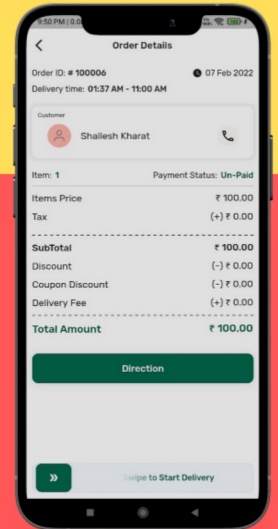 9:50 PM | 0.0
Order Details
Order ID: # 100006 07 Feb 2022
Delivery time: 01:37 AM - 11:00 AM
Customer
Shailesh Kharat
Item: 1 Payment Status: Un-Paid
Items Price ₹ 100.00
Tax (+) ₹ 0.00
SubTotal ₹ 100.00
Discount (-) ₹ 0.00
Coupon Discount (-) ₹ 0.00
Delivery Fee (+) ₹ 0.00
Total Amount ₹ 100.00
Direction
Swipe to Start Delivery